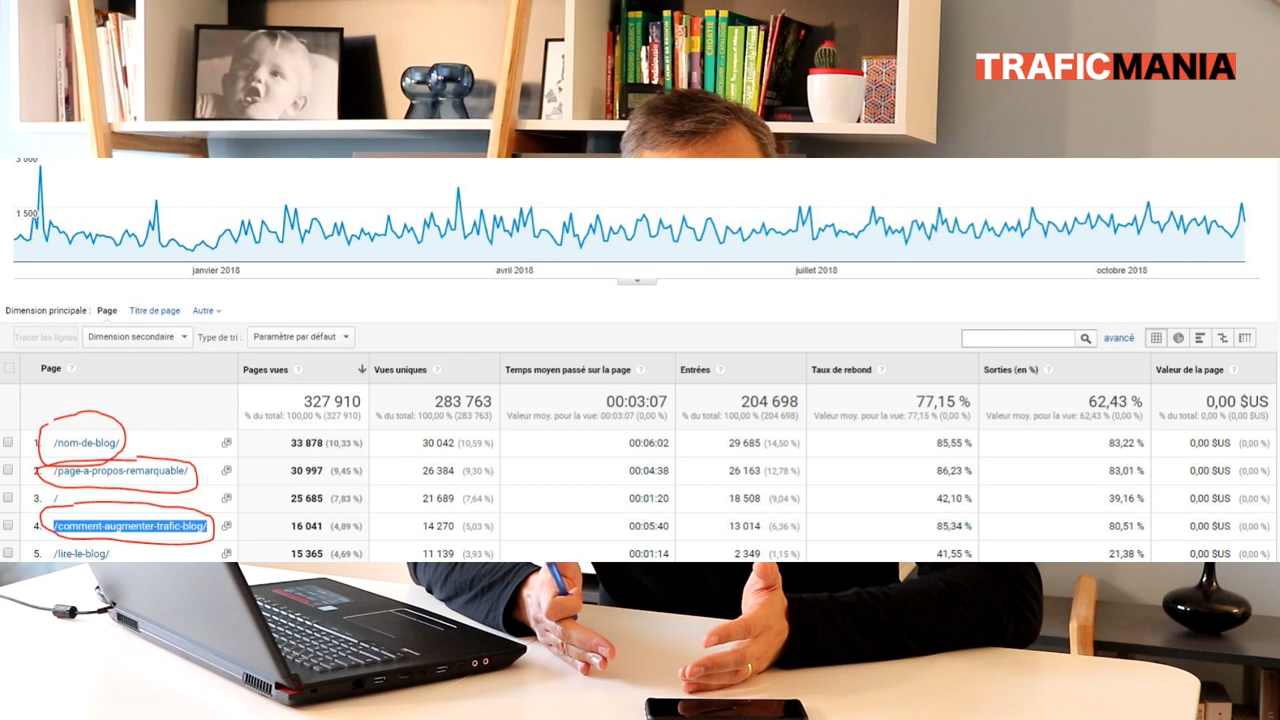 TRAFICMANIA
CROATIE
3 000
1 500
janvier 2018 avril 2018 juillet 2018 octobre 2018
Dimension principale : Page Titre de page Autre
Tracer les lignes Dimension secondaire Type de tri : Paramètre par défaut avancé
Page Pages vues Vues uniques Temps moyen passé sur la page Entrées Taux de rebond Sorties (en %) Valeur de la page
327 910 283 763 00:03:07 204 698 77,15 % 62,43 % 0,00 $US
% du total: 100,00 % (327 910) % du total: 100,00 % (283 763) Valeur moy. pour la vue: 00:03:07 (0,00 %) % du total: 100,00 % (204 698) Valeur moy. pour la vue: 77,15 % (0,00 %) Valeur moy. pour la vue: 62,43 % (0,00 %) % du total: 0,00 % (0,00 $US)
1. /nom-de-blog/ 33 878 (10,33 %) 30 042 (10,59 %) 00:06:02 29 685 (14,50 %) 85,55 % 83,22 % 0,00 $US (0,00 %)
2. /page-a-propos-remarquable/ 30 997 (9,45 %) 26 384 (9,30 %) 00:04:38 26 163 (12,78 %) 86,23 % 83,01 % 0,00 $US (0,00 %)
3. / 25 685 (7,83 %) 21 689 (7,64 %) 00:01:20 18 508 (9,04 %) 42,10 % 39,16 % 0,00 $US (0,00 %)
4. /comment-augmenter-trafic-blog/ 16 041 (4,89 %) 14 270 (5,03 %) 00:05:40 13 014 (6,36 %) 85,34 % 80,51 % 0,00 $US (0,00 %)
5. /lire-le-blog/ 15 365 (4,69 %) 11 139 (3,93 %) 00:01:14 2 349 (1,15 %) 41,55 % 21,38 % 0,00 $US (0,00 %)